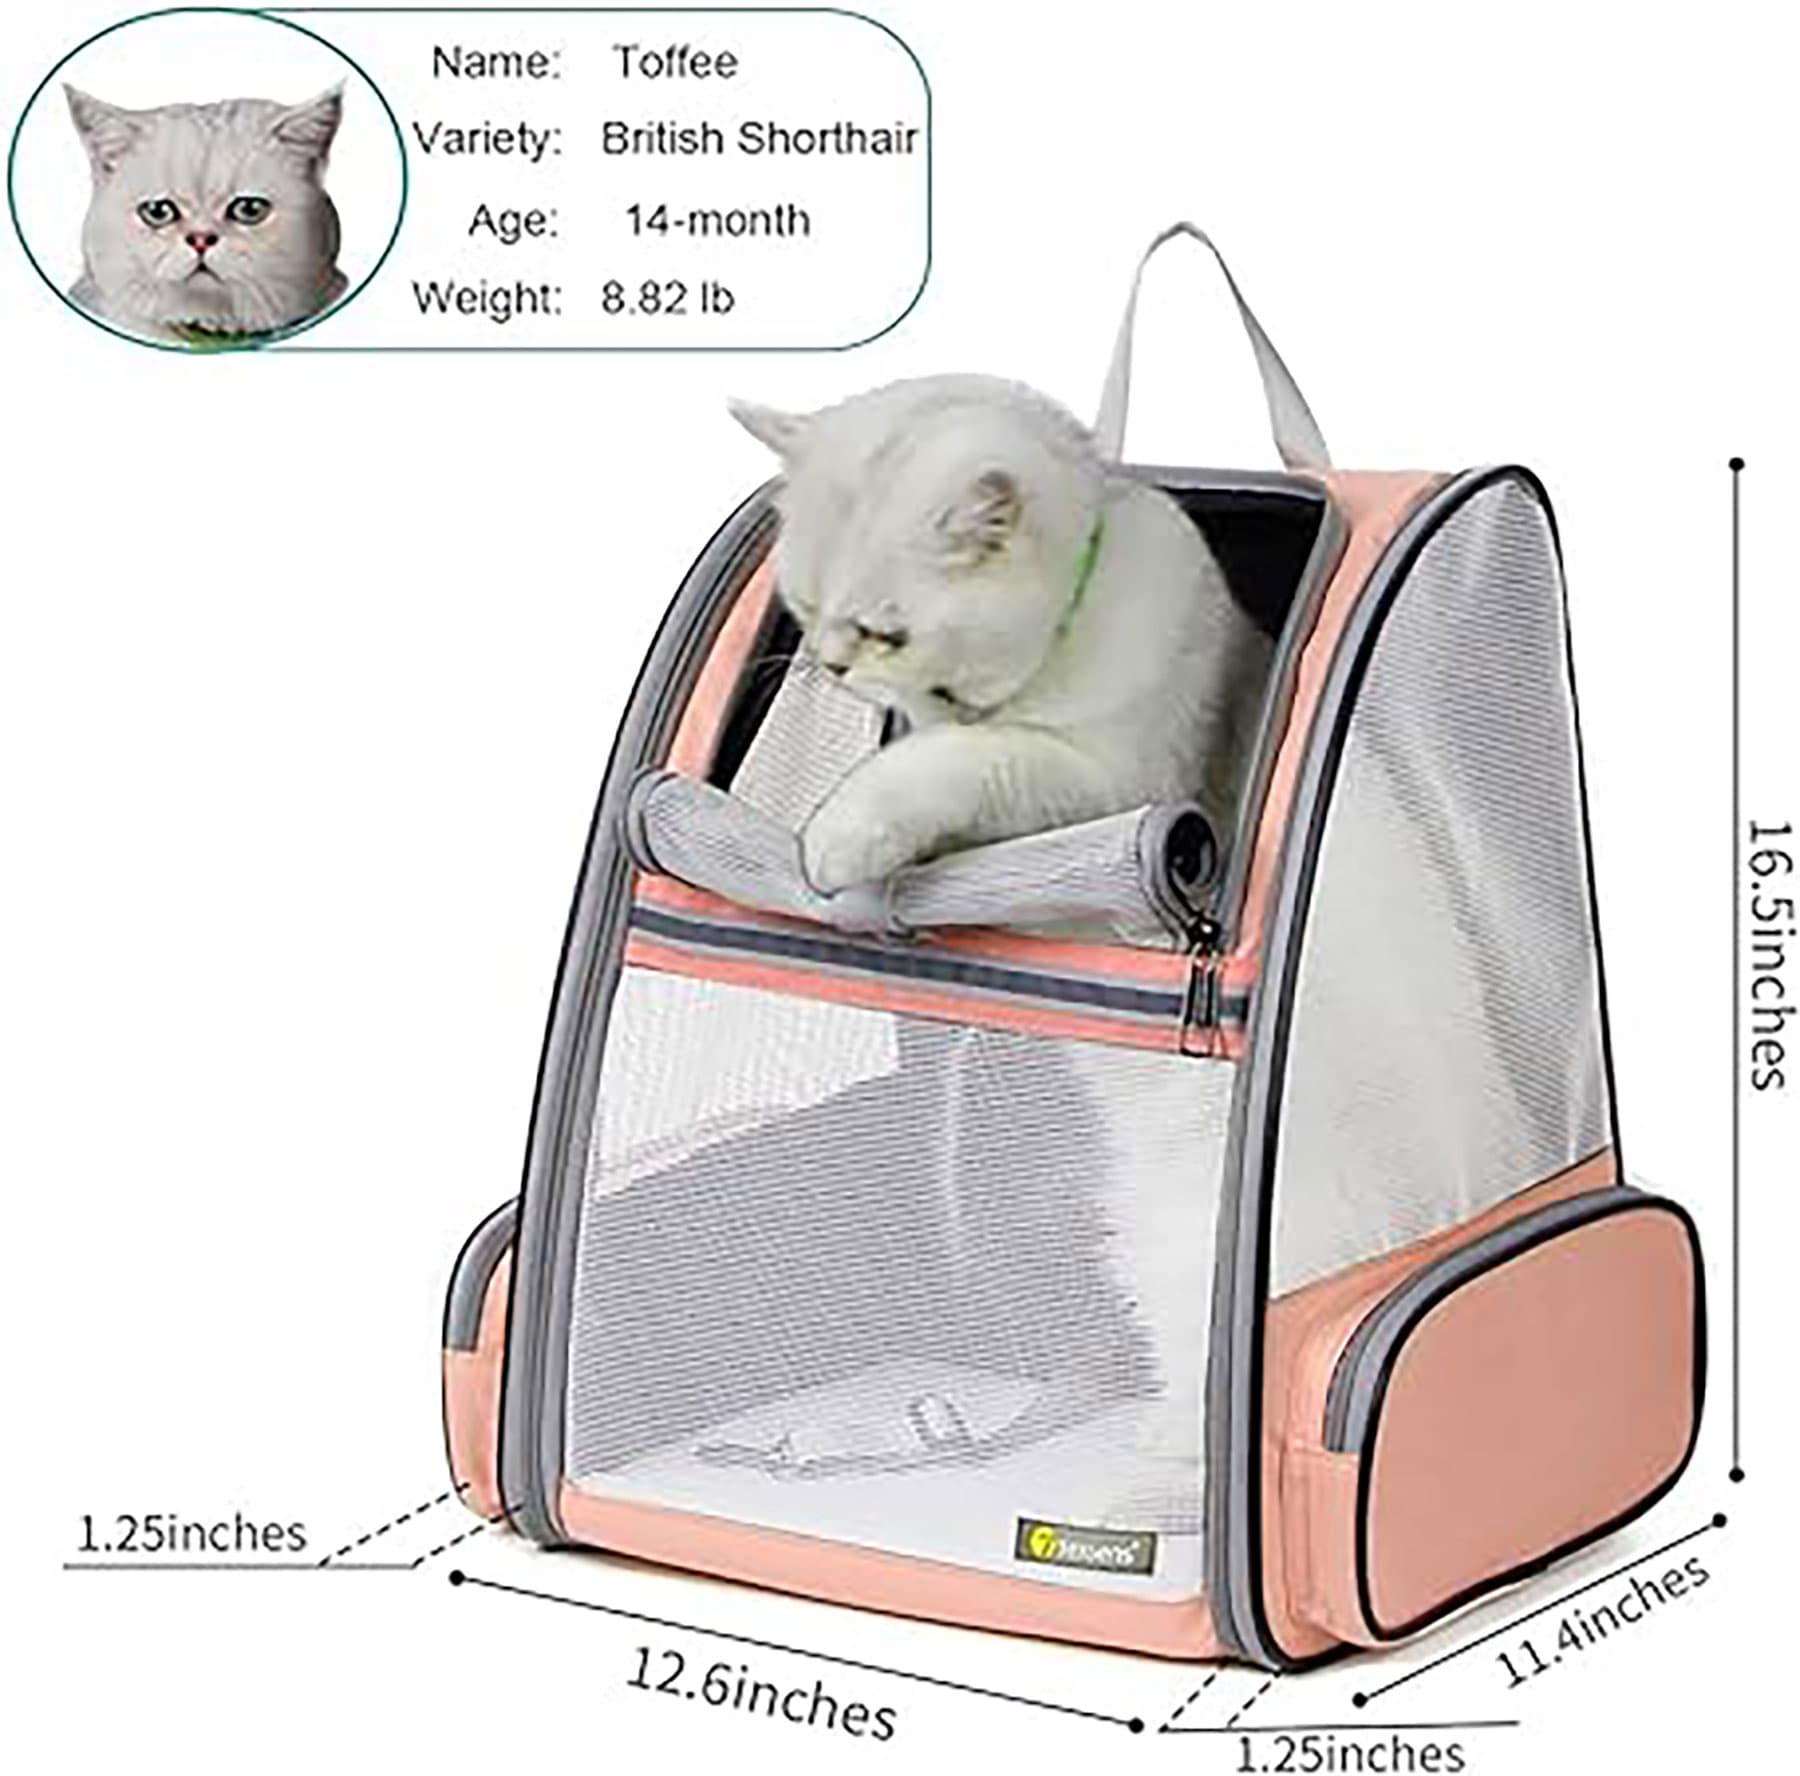 Name: Toffee
Variety: British Shorthair
Age: 14-month
Weight: 8.82 lb
16.5inches
1.25inches
12.6inches
11.4inches
1.25inches